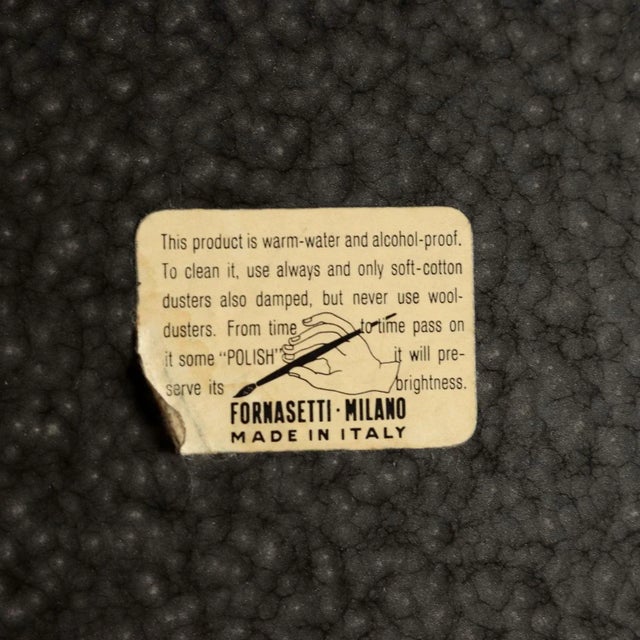 This product is warm-water and alcohol-proof.
To clean it, use always and only soft-cotton
dusters also damped, but never use wool-
dusters. From time to time pass on
it some “POLISH” it will pre-
serve its brightness.
FORNASETTI · MILANO
MADE IN ITALY